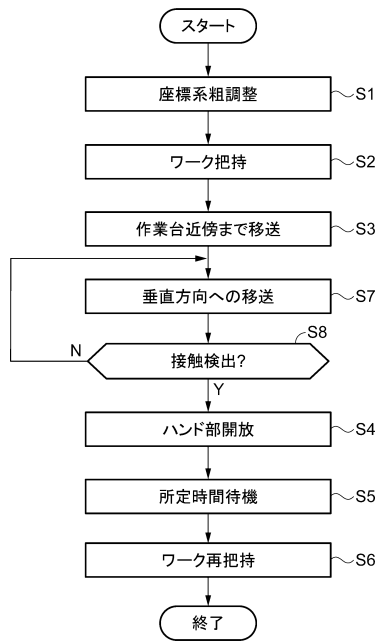 スタート
座標系粗調整 S1
ワーク把持 S2
作業台近傍まで移送 S3
垂直方向への移送 S7
S8
N 接触検出?
Y
ハンド部開放 S4
所定時間待機 S5
ワーク再把持 S6
終了